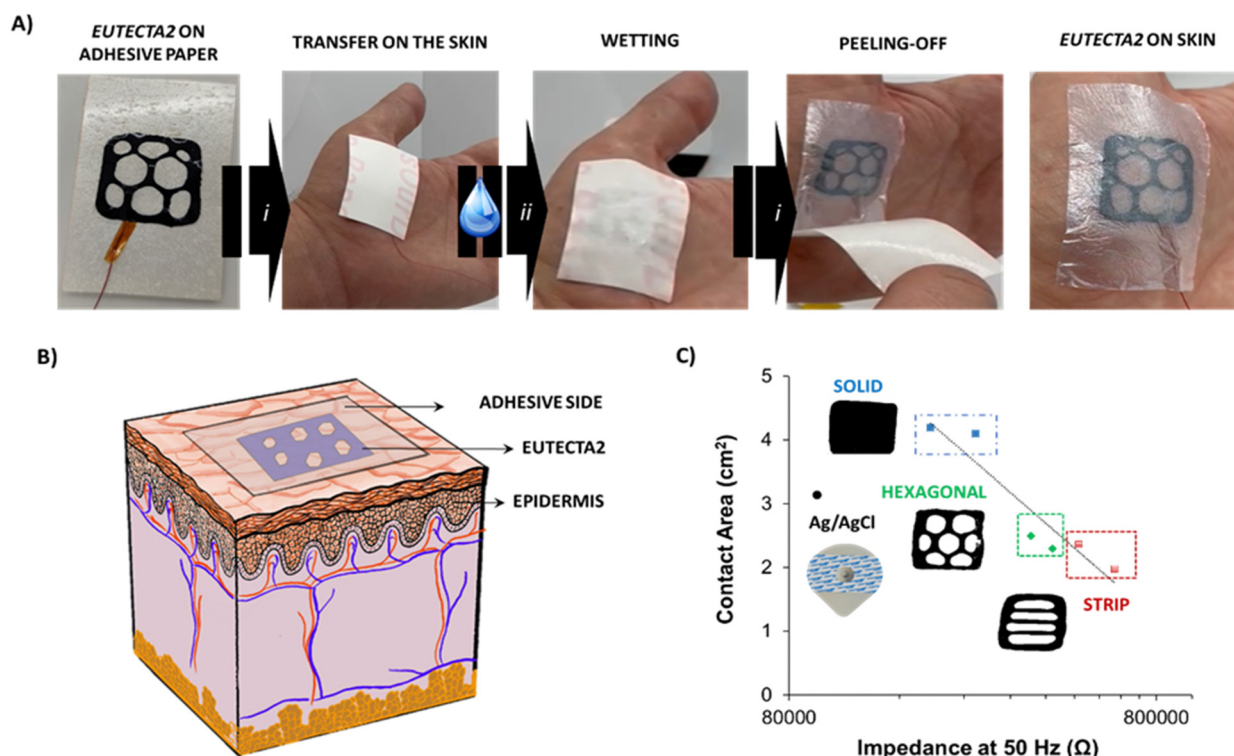 A)
EUTECTA2 ON
ADHESIVE PAPER
TRANSFER ON THE SKIN
WETTING
PEELING-OFF
EUTECTA2 ON SKIN
i
ii
i
B)
ADHESIVE SIDE
EUTECTA2
EPIDERMIS
C)
Contact Area (cm²)
5
4
3
2
1
0
SOLID
HEXAGONAL
Ag/AgCl
STRIP
80000
800000
Impedance at 50 Hz (Ω)